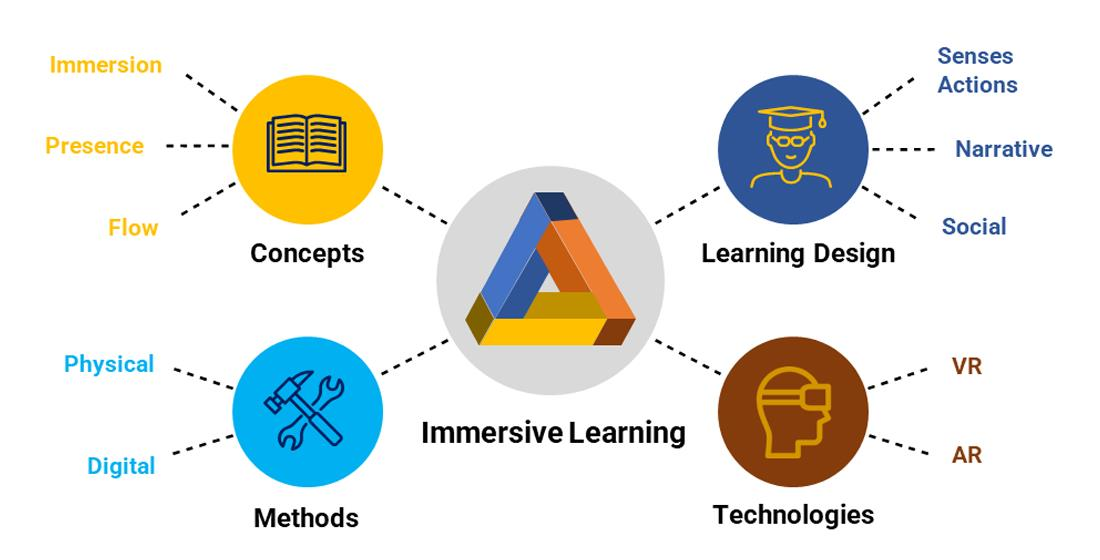 Immersion
Presence
Flow
Concepts
Senses
Actions
Narrative
Social
Learning Design
Immersive Learning
Physical
Digital
Methods
VR
AR
Technologies